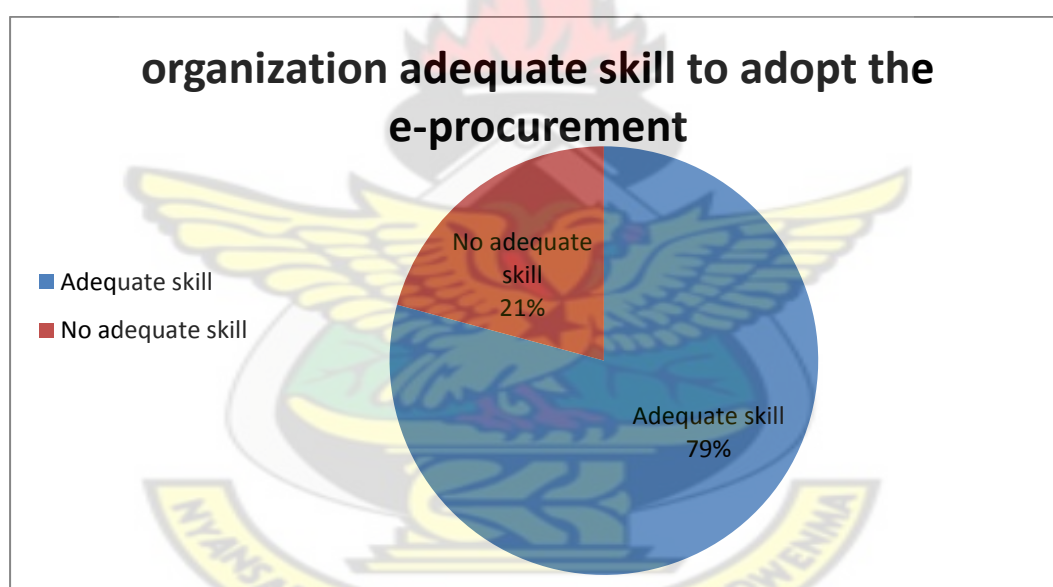 organization adequate skill to adopt the
e-procurement
No adequate
skill
21%
Adequate skill
No adequate skill
Adequate skill
79%